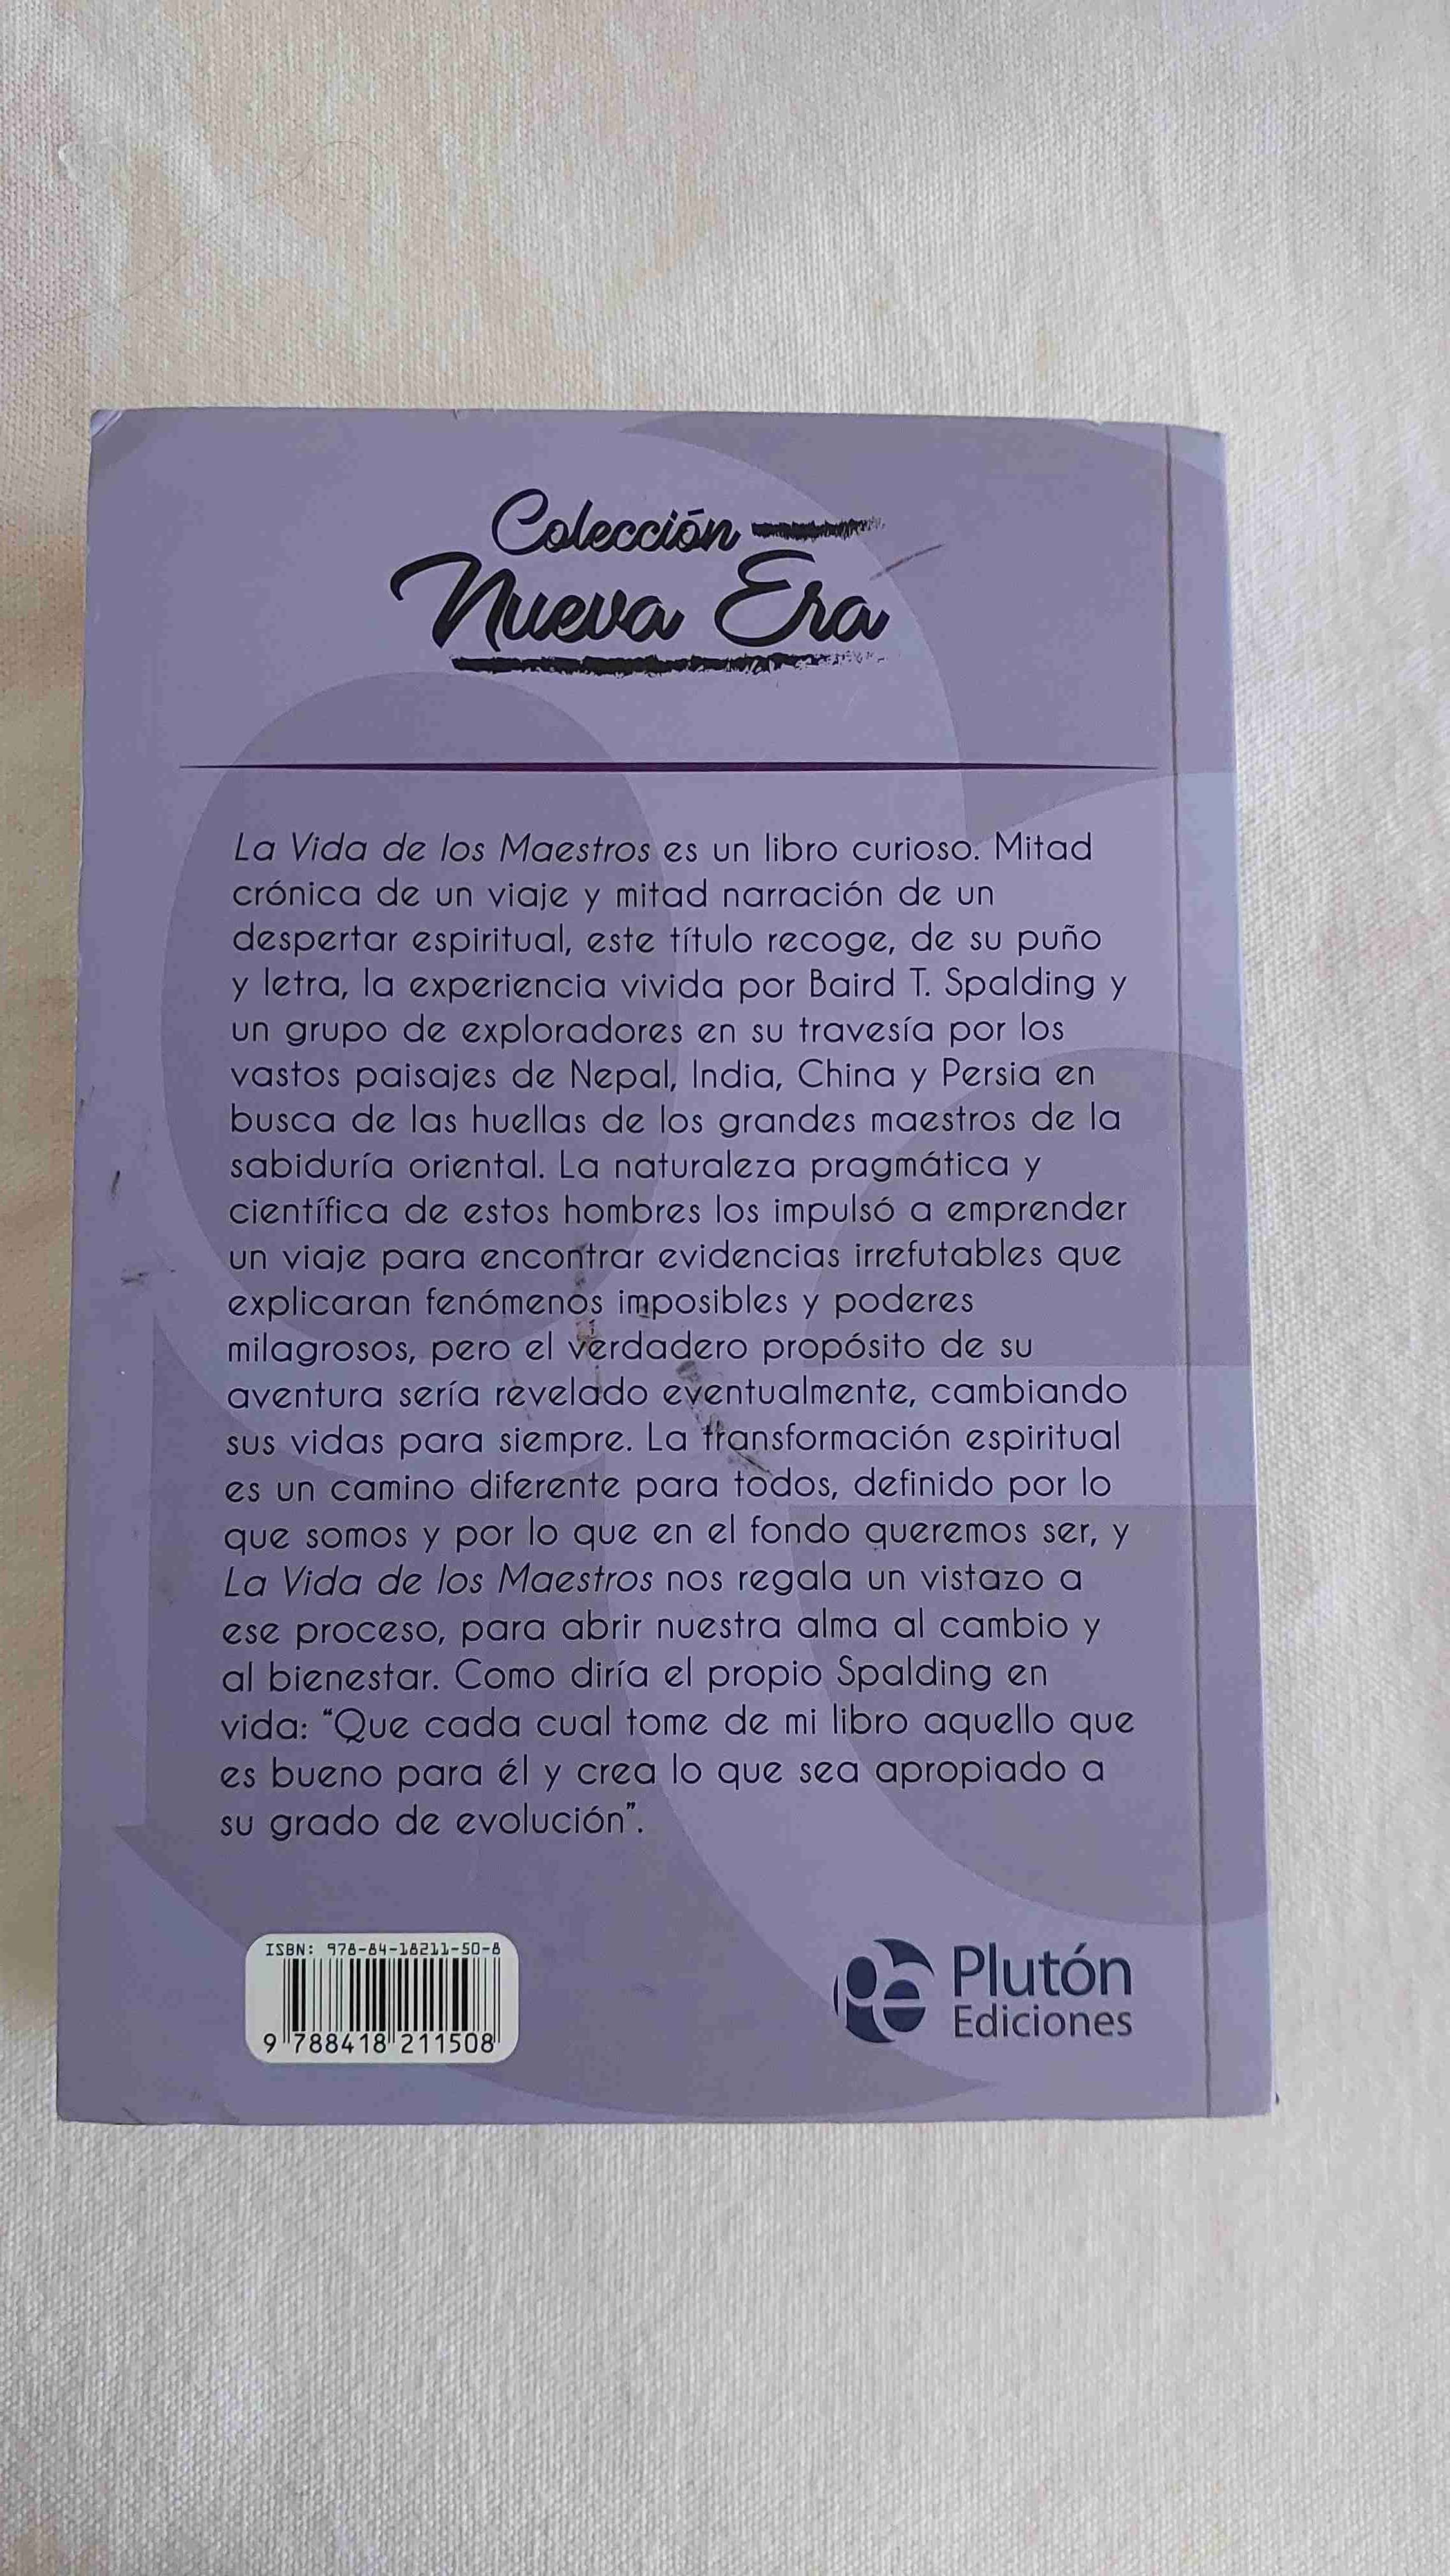 Colección
Nueva Era
La Vida de los Maestros es un libro curioso. Mitad
crónica de un viaje y mitad narración de un
despertar espiritual, este título recoge, de su puño
y letra, la experiencia vivida por Baird T. Spalding y
un grupo de exploradores en su travesía por los
vastos paisajes de Nepal, India, China y Persia en
busca de las huellas de los grandes maestros de la
sabiduría oriental. La naturaleza pragmática y
científica de estos hombres los impulsó a emprender
un viaje para encontrar evidencias irrefutables que
explicaran fenómenos imposibles y poderes
milagrosos, pero el verdadero propósito de su
aventura sería revelado eventualmente, cambiando
sus vidas para siempre. La transformación espiritual
es un camino diferente para todos, definido por lo
que somos y por lo que en el fondo queremos ser, y
La Vida de los Maestros nos regala un vistazo a
ese proceso, para abrir nuestra alma al cambio y
al bienestar. Como diría el propio Spalding en
vida: “Que cada cual tome de mi libro aquello que
es bueno para él y crea lo que sea apropiado a
su grado de evolución”.
ISBN: 978-84-18211-50-8
9 788418 211508
pe Plutón
Ediciones